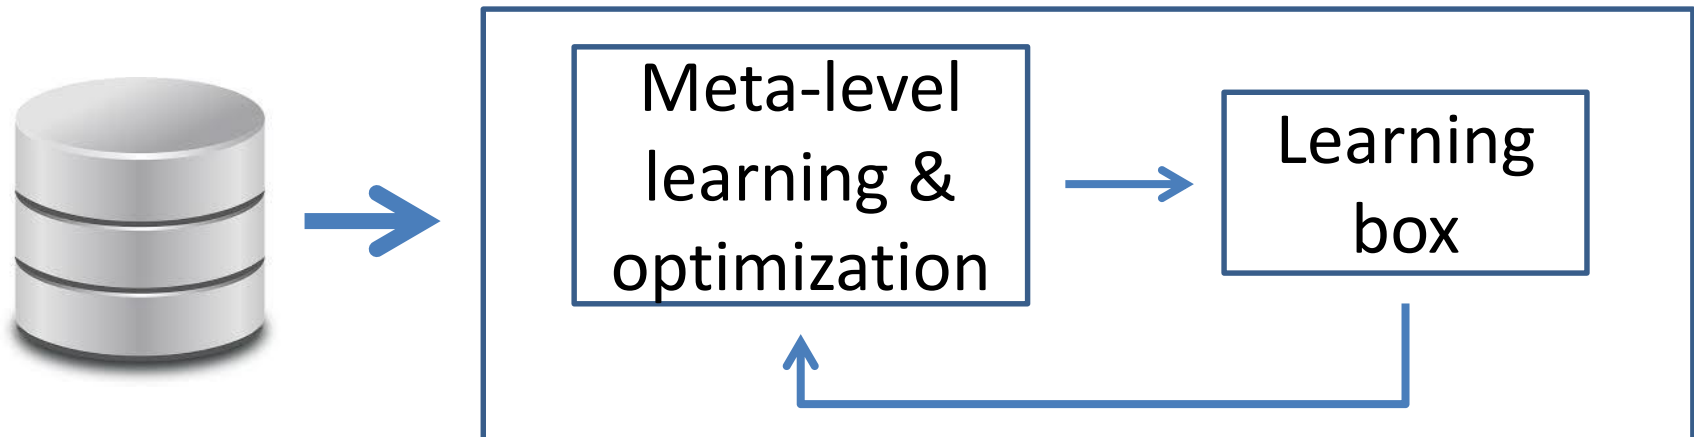 Meta-level
learning &
optimization
Learning
box